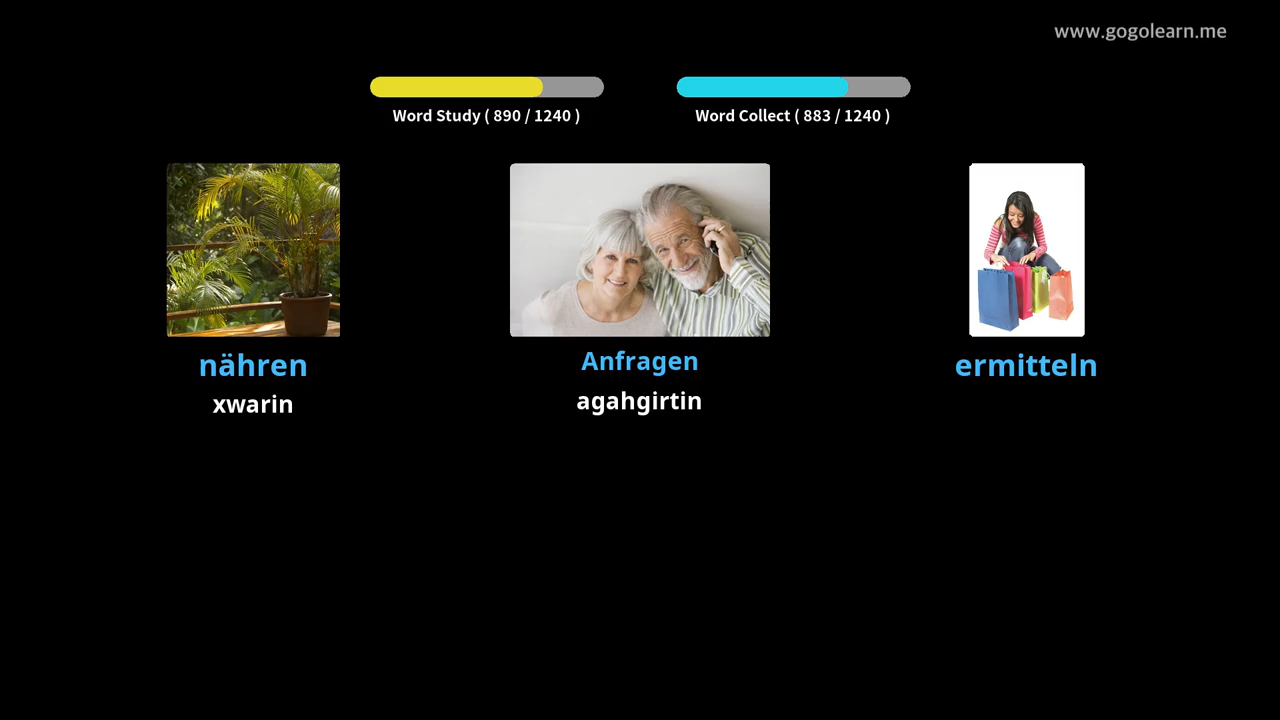 www.gogolearn.me
Word Study ( 890 / 1240 )
Word Collect ( 883 / 1240 )
nähren
Anfragen
ermitteln
xwarin
agahgirtin